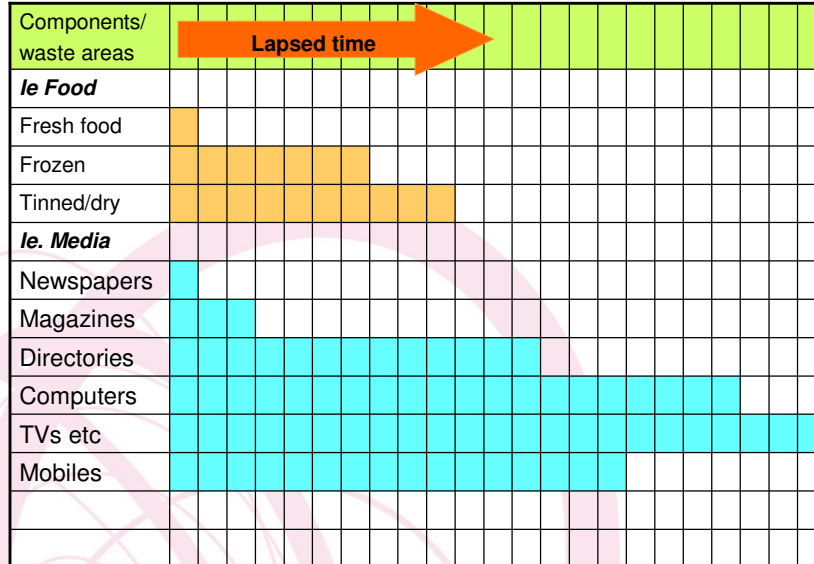 Components/
waste areas
Lapsed time
Ie Food
Fresh food
Frozen
Tinned/dry
Ie. Media
Newspapers
Magazines
Directories
Computers
TVs etc
Mobiles